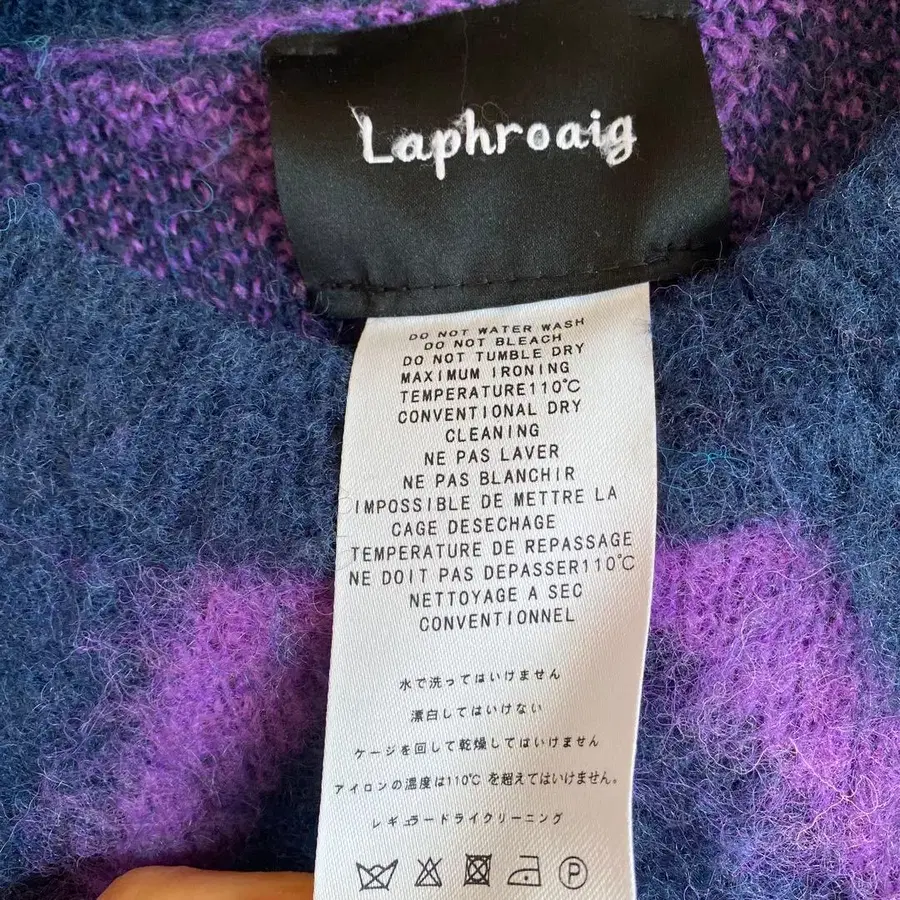 Laphroaig
DO NOT WATER WASH
DO NOT BLEACH
DO NOT TUMBLE DRY
MAXIMUM IRONING
TEMPERATURE110℃
CONVENTIONAL DRY
CLEANING
NE PAS LAVER
NE PAS BLANCHIR
IMPOSSIBLE DE METTRE LA
CAGE DESECHAGE
TEMPERATURE DE REPASSAGE
NE DOIT PAS DEPASSER110℃
NETTOYAGE A SEC
CONVENTIONNEL
水で洗ってはいけません
漂白してはいけない
ケージを回して乾燥してはいけません
アイロンの温度は110℃ を超えてはいけません。
レギュラードライクリーニング
P